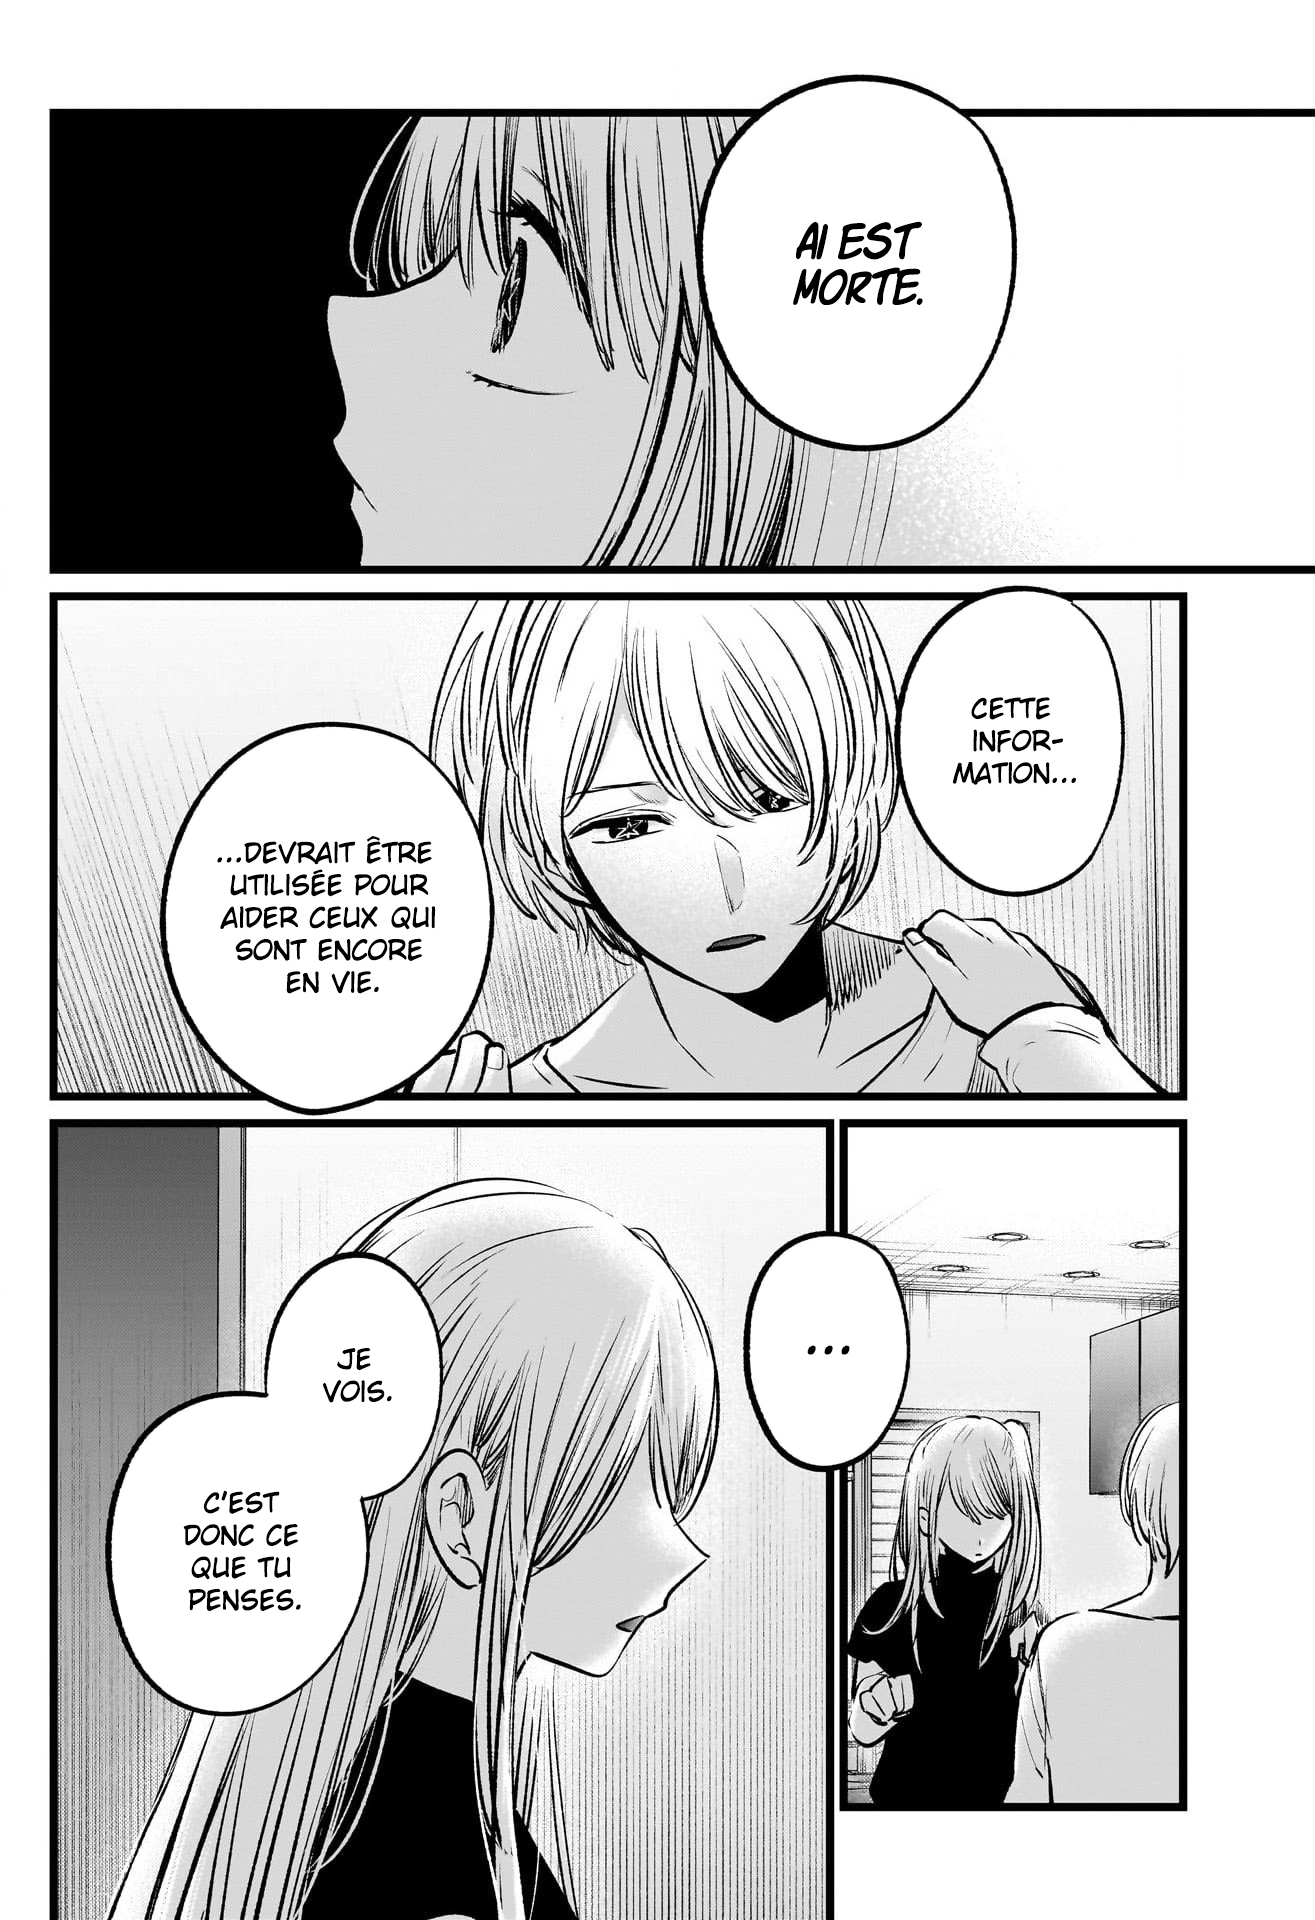 AI EST
MORTE.
CETTE
INFOR-
MATION...
...DEVRAIT ÊTRE
UTILISÉE POUR
AIDER CEUX QUI
SONT ENCORE
EN VIE.
...
JE
VOIS.
C'EST
DONC CE
QUE TU
PENSES.